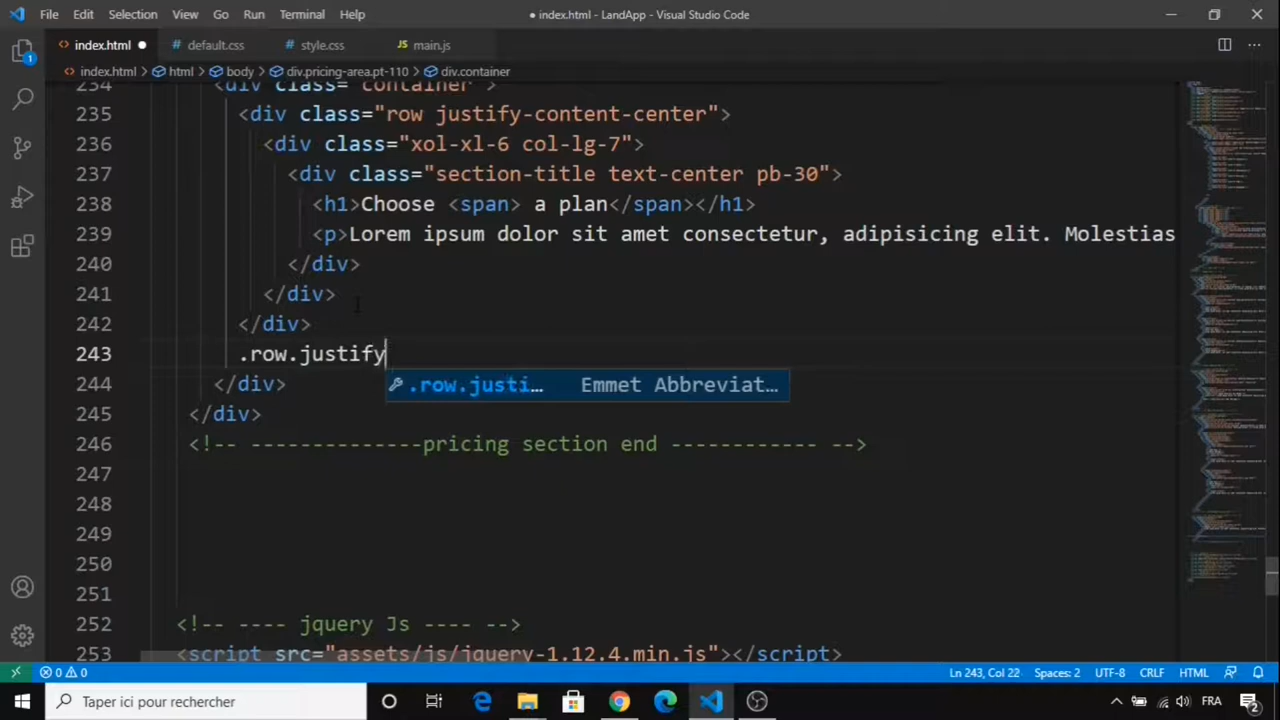 File Edit Selection View Go Run Terminal Help
● index.html - LandApp - Visual Studio Code
index.html ● # default.css # style.css JS main.js
index.html > html > body > div.pricing-area.pt-110 > div.container
234 <div class="container">
235 <div class="row justify-content-center">
236 <div class="xol-xl-6 col-lg-7">
237 <div class="section-title text-center pb-30">
238 <h1>Choose <span> a plan</span></h1>
239 <p>Lorem ipsum dolor sit amet consectetur, adipisicing elit. Molestias
240 </div>
241 </div>
242 </div>
243 .row.justify
.row.justi… Emmet Abbreviat…
244 </div>
245 </div>
246 <!-- --------------pricing section end ------------ -->
247
248
249
250
251
252 <!-- ---- jquery Js ---- -->
253 <script src="assets/js/jquery-1.12.4.min.js"></script>
0 0 Ln 243, Col 22 Spaces: 2 UTF-8 CRLF HTML
Taper ici pour rechercher FRA 2